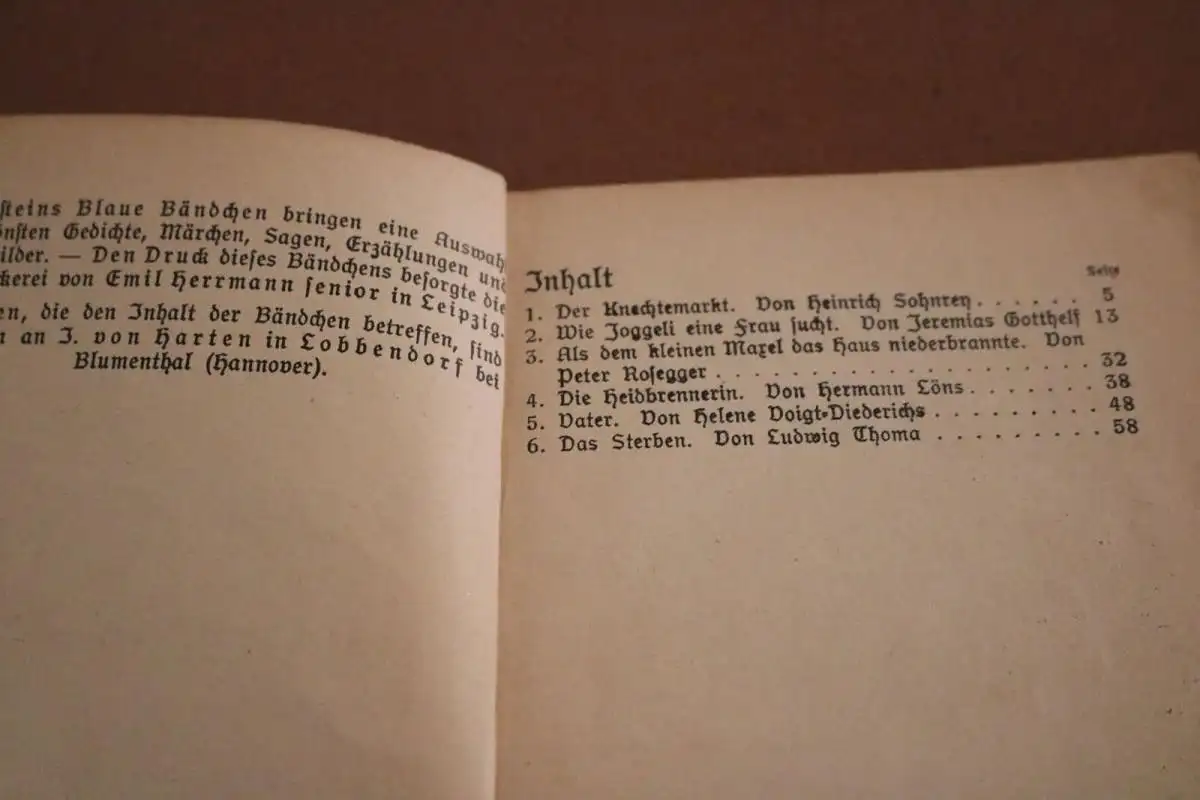 steins Blaue Bändchen bringen eine Auswahl
önsten Gedichte, Märchen, Sagen, Erzählungen und
ilder. — Den Druck dieses Bändchens besorgte die
kerei von Emil Herrmann senior in Leipzig.
en, die den Inhalt der Bändchen betreffen, sind
n an J. von Harten in Lobbendorf bei
Blumenthal (Hannover).
Inhalt
Seite
1. Der Knechtemarkt. Von Heinrich Sohnrey . . . . . . 5
2. Wie Joggeli eine Frau sucht. Von Jeremias Gotthelf 13
3. Als dem kleinen Maxel das Haus niederbrannte. Von
Peter Rosegger . . . . . . . . . . . . . . . . . . . . . 32
4. Die Heidbrennerin. Von Hermann Löns . . . . . . . 38
5. Vater. Von Helene Voigt-Diederichs . . . . . . . . . 48
6. Das Sterben. Von Ludwig Thoma . . . . . . . . . 58